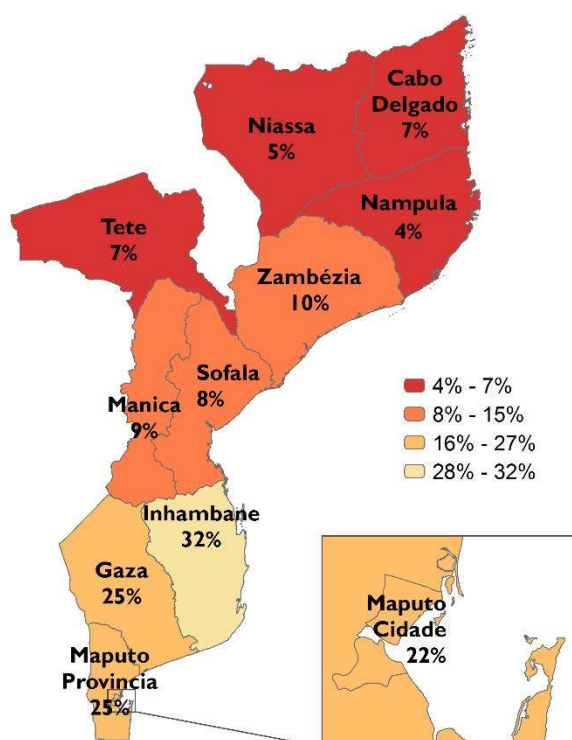 Cabo
Delgado
7%
Niassa
5%
Nampula
4%
Tete
7%
Zambézia
10%
Sofala
8%
Manica
9%
4% - 7%
8% - 15%
16% - 27%
28% - 32%
Inhambane
32%
Gaza
25%
Maputo
Cidade
22%
Maputo
Provincia
25%